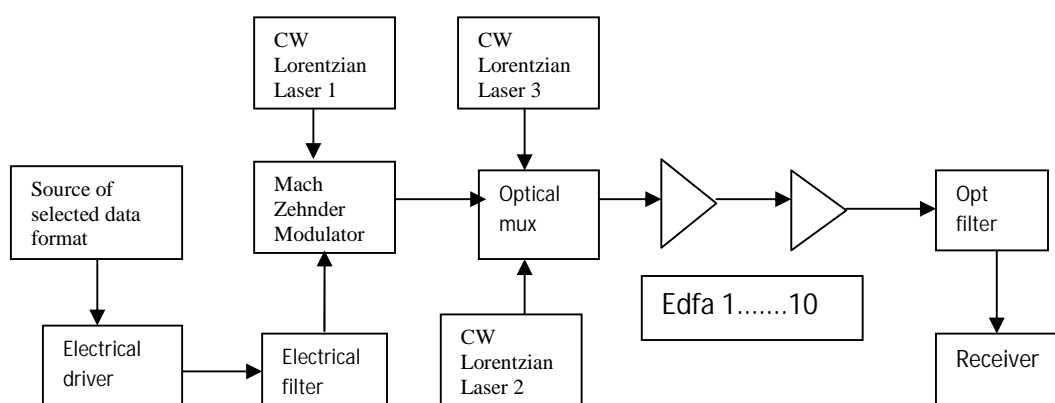 CW
Lorentzian
Laser 1
CW
Lorentzian
Laser 3
Source of
selected data
format
Mach
Zehnder
Modulator
Optical
mux
Opt
filter
Edfa 1.......10
Electrical
driver
Electrical
filter
CW
Lorentzian
Laser 2
Receiver